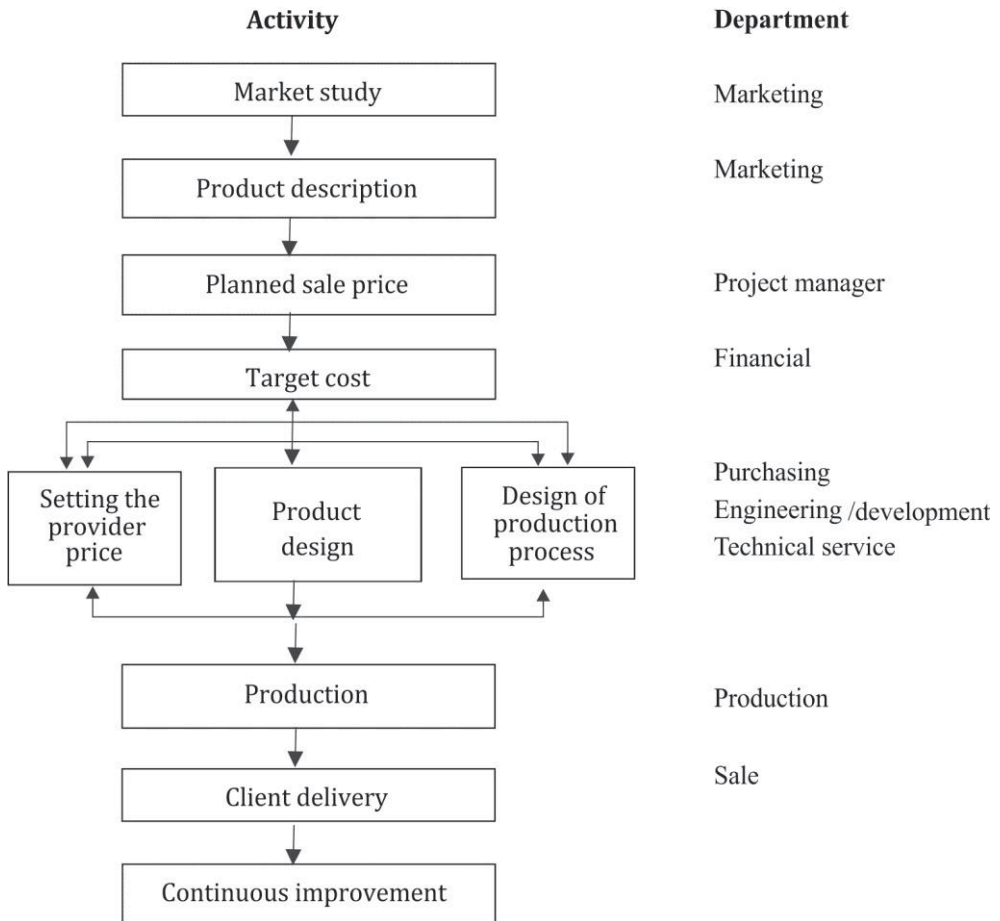 Activity
Department
Market study
Marketing
Product description
Marketing
Planned sale price
Project manager
Target cost
Financial
Setting the
provider
price
Product
design
Design of
production
process
Purchasing
Engineering /development
Technical service
Production
Production
Client delivery
Sale
Continuous improvement